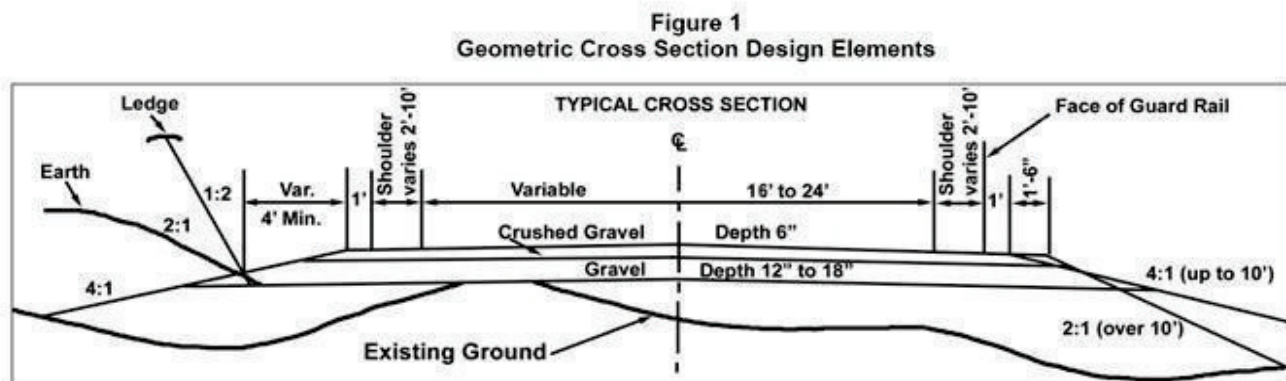 Figure 1
Geometric Cross Section Design Elements
TYPICAL CROSS SECTION
Ledge
Earth
1:2
2:1
4:1
Var.
4' Min.
1'
Shoulder
varies 2'-10'
Variable
℄
16' to 24'
Shoulder
varies 2'-10'
Face of Guard Rail
1'
1'-6"
Crushed Gravel
Depth 6"
Gravel
Depth 12" to 18"
4:1 (up to 10')
2:1 (over 10')
Existing Ground